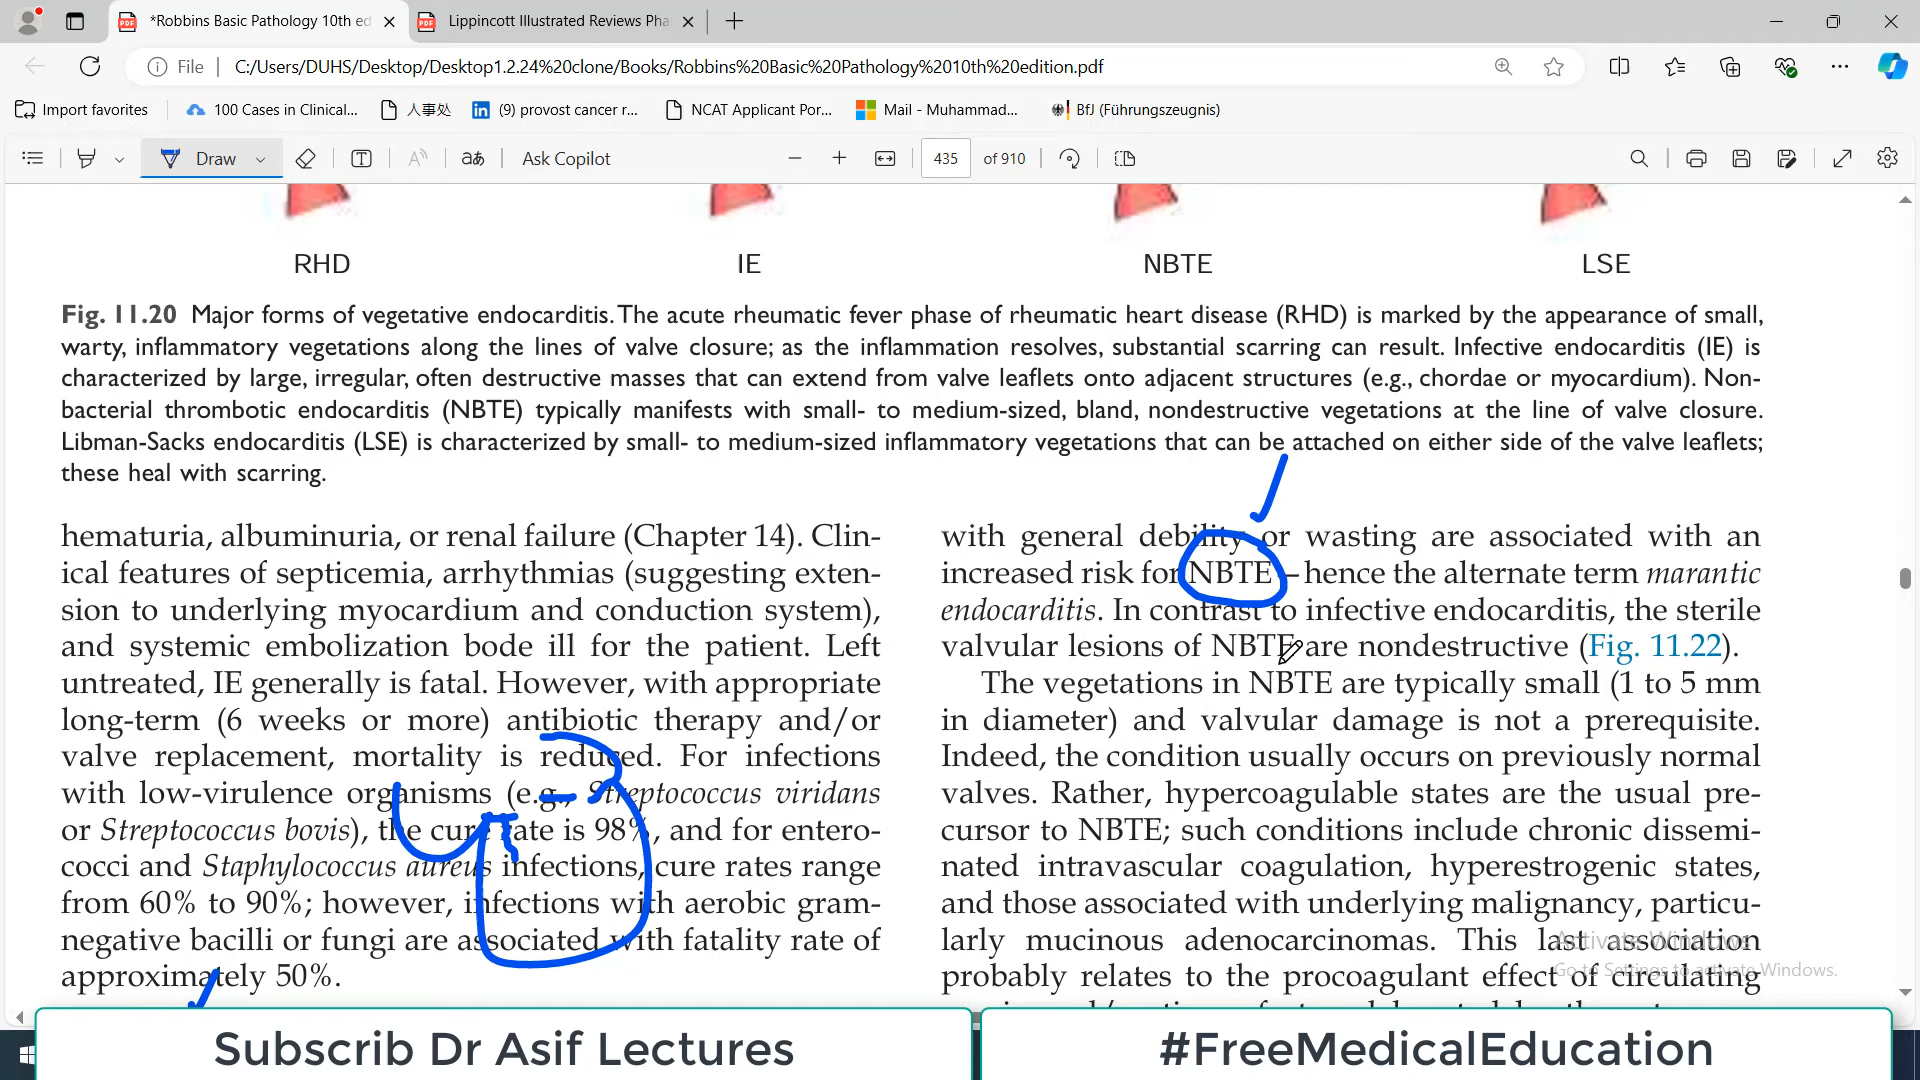 *Robbins Basic Pathology 10th ed
Lippincott Illustrated Reviews Pha
File
C:/Users/DUHS/Desktop/Desktop1.2.24%20clone/Books/Robbins%20Basic%20Pathology%2010th%20edition.pdf
Import favorites
100 Cases in Clinical...
人事处
(9) provost cancer r...
NCAT Applicant Por...
Mail - Muhammad...
BfJ (Führungszeugnis)
Draw
Ask Copilot
435 of 910
RHD IE NBTE LSE
Fig. 11.20 Major forms of vegetative endocarditis. The acute rheumatic fever phase of rheumatic heart disease (RHD) is marked by the appearance of small,
warty, inflammatory vegetations along the lines of valve closure; as the inflammation resolves, substantial scarring can result. Infective endocarditis (IE) is
characterized by large, irregular, often destructive masses that can extend from valve leaflets onto adjacent structures (e.g., chordae or myocardium). Non-
bacterial thrombotic endocarditis (NBTE) typically manifests with small- to medium-sized, bland, nondestructive vegetations at the line of valve closure.
Libman-Sacks endocarditis (LSE) is characterized by small- to medium-sized inflammatory vegetations that can be attached on either side of the valve leaflets;
these heal with scarring.
hematuria, albuminuria, or renal failure (Chapter 14). Clin-
ical features of septicemia, arrhythmias (suggesting exten-
sion to underlying myocardium and conduction system),
and systemic embolization bode ill for the patient. Left
untreated, IE generally is fatal. However, with appropriate
long-term (6 weeks or more) antibiotic therapy and/or
valve replacement, mortality is reduced. For infections
with low-virulence organisms (e.g., Streptococcus viridans
or Streptococcus bovis), the cure rate is 98%, and for entero-
cocci and Staphylococcus aureus infections, cure rates range
from 60% to 90%; however, infections with aerobic gram-
negative bacilli or fungi are associated with fatality rate of
approximately 50%.
with general debility or wasting are associated with an
increased risk for NBTE—hence the alternate term marantic
endocarditis. In contrast to infective endocarditis, the sterile
valvular lesions of NBTE are nondestructive (Fig. 11.22).
The vegetations in NBTE are typically small (1 to 5 mm
in diameter) and valvular damage is not a prerequisite.
Indeed, the condition usually occurs on previously normal
valves. Rather, hypercoagulable states are the usual pre-
cursor to NBTE; such conditions include chronic dissemi-
nated intravascular coagulation, hyperestrogenic states,
and those associated with underlying malignancy, particu-
larly mucinous adenocarcinomas. This last association
probably relates to the procoagulant effect of circulating
Activate Windows
Go to Settings to activate Windows.
Subscrib Dr Asif Lectures
#FreeMedicalEducation